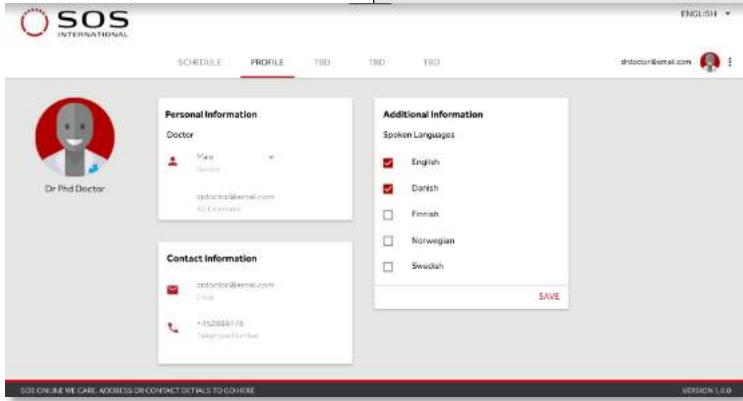 SOS
INTERNATIONAL
ENGLISH
SCHEDULE PROFILE TBD TBD TBD
drdoctor@email.com
Personal Information
Doctor
Male
Gender
drdoctor@email.com
Dr Phd Doctor
Contact Information
drdoctor@email.com
Email
Telephone Number
Additional Information
Spoken Languages
English
Danish
Finnish
Norwegian
Swedish
SAVE
SOS ONLINE WE CARE, ADDRESS OR CONTACT DETIALS TO GO HERE
VERSION 1.0.0